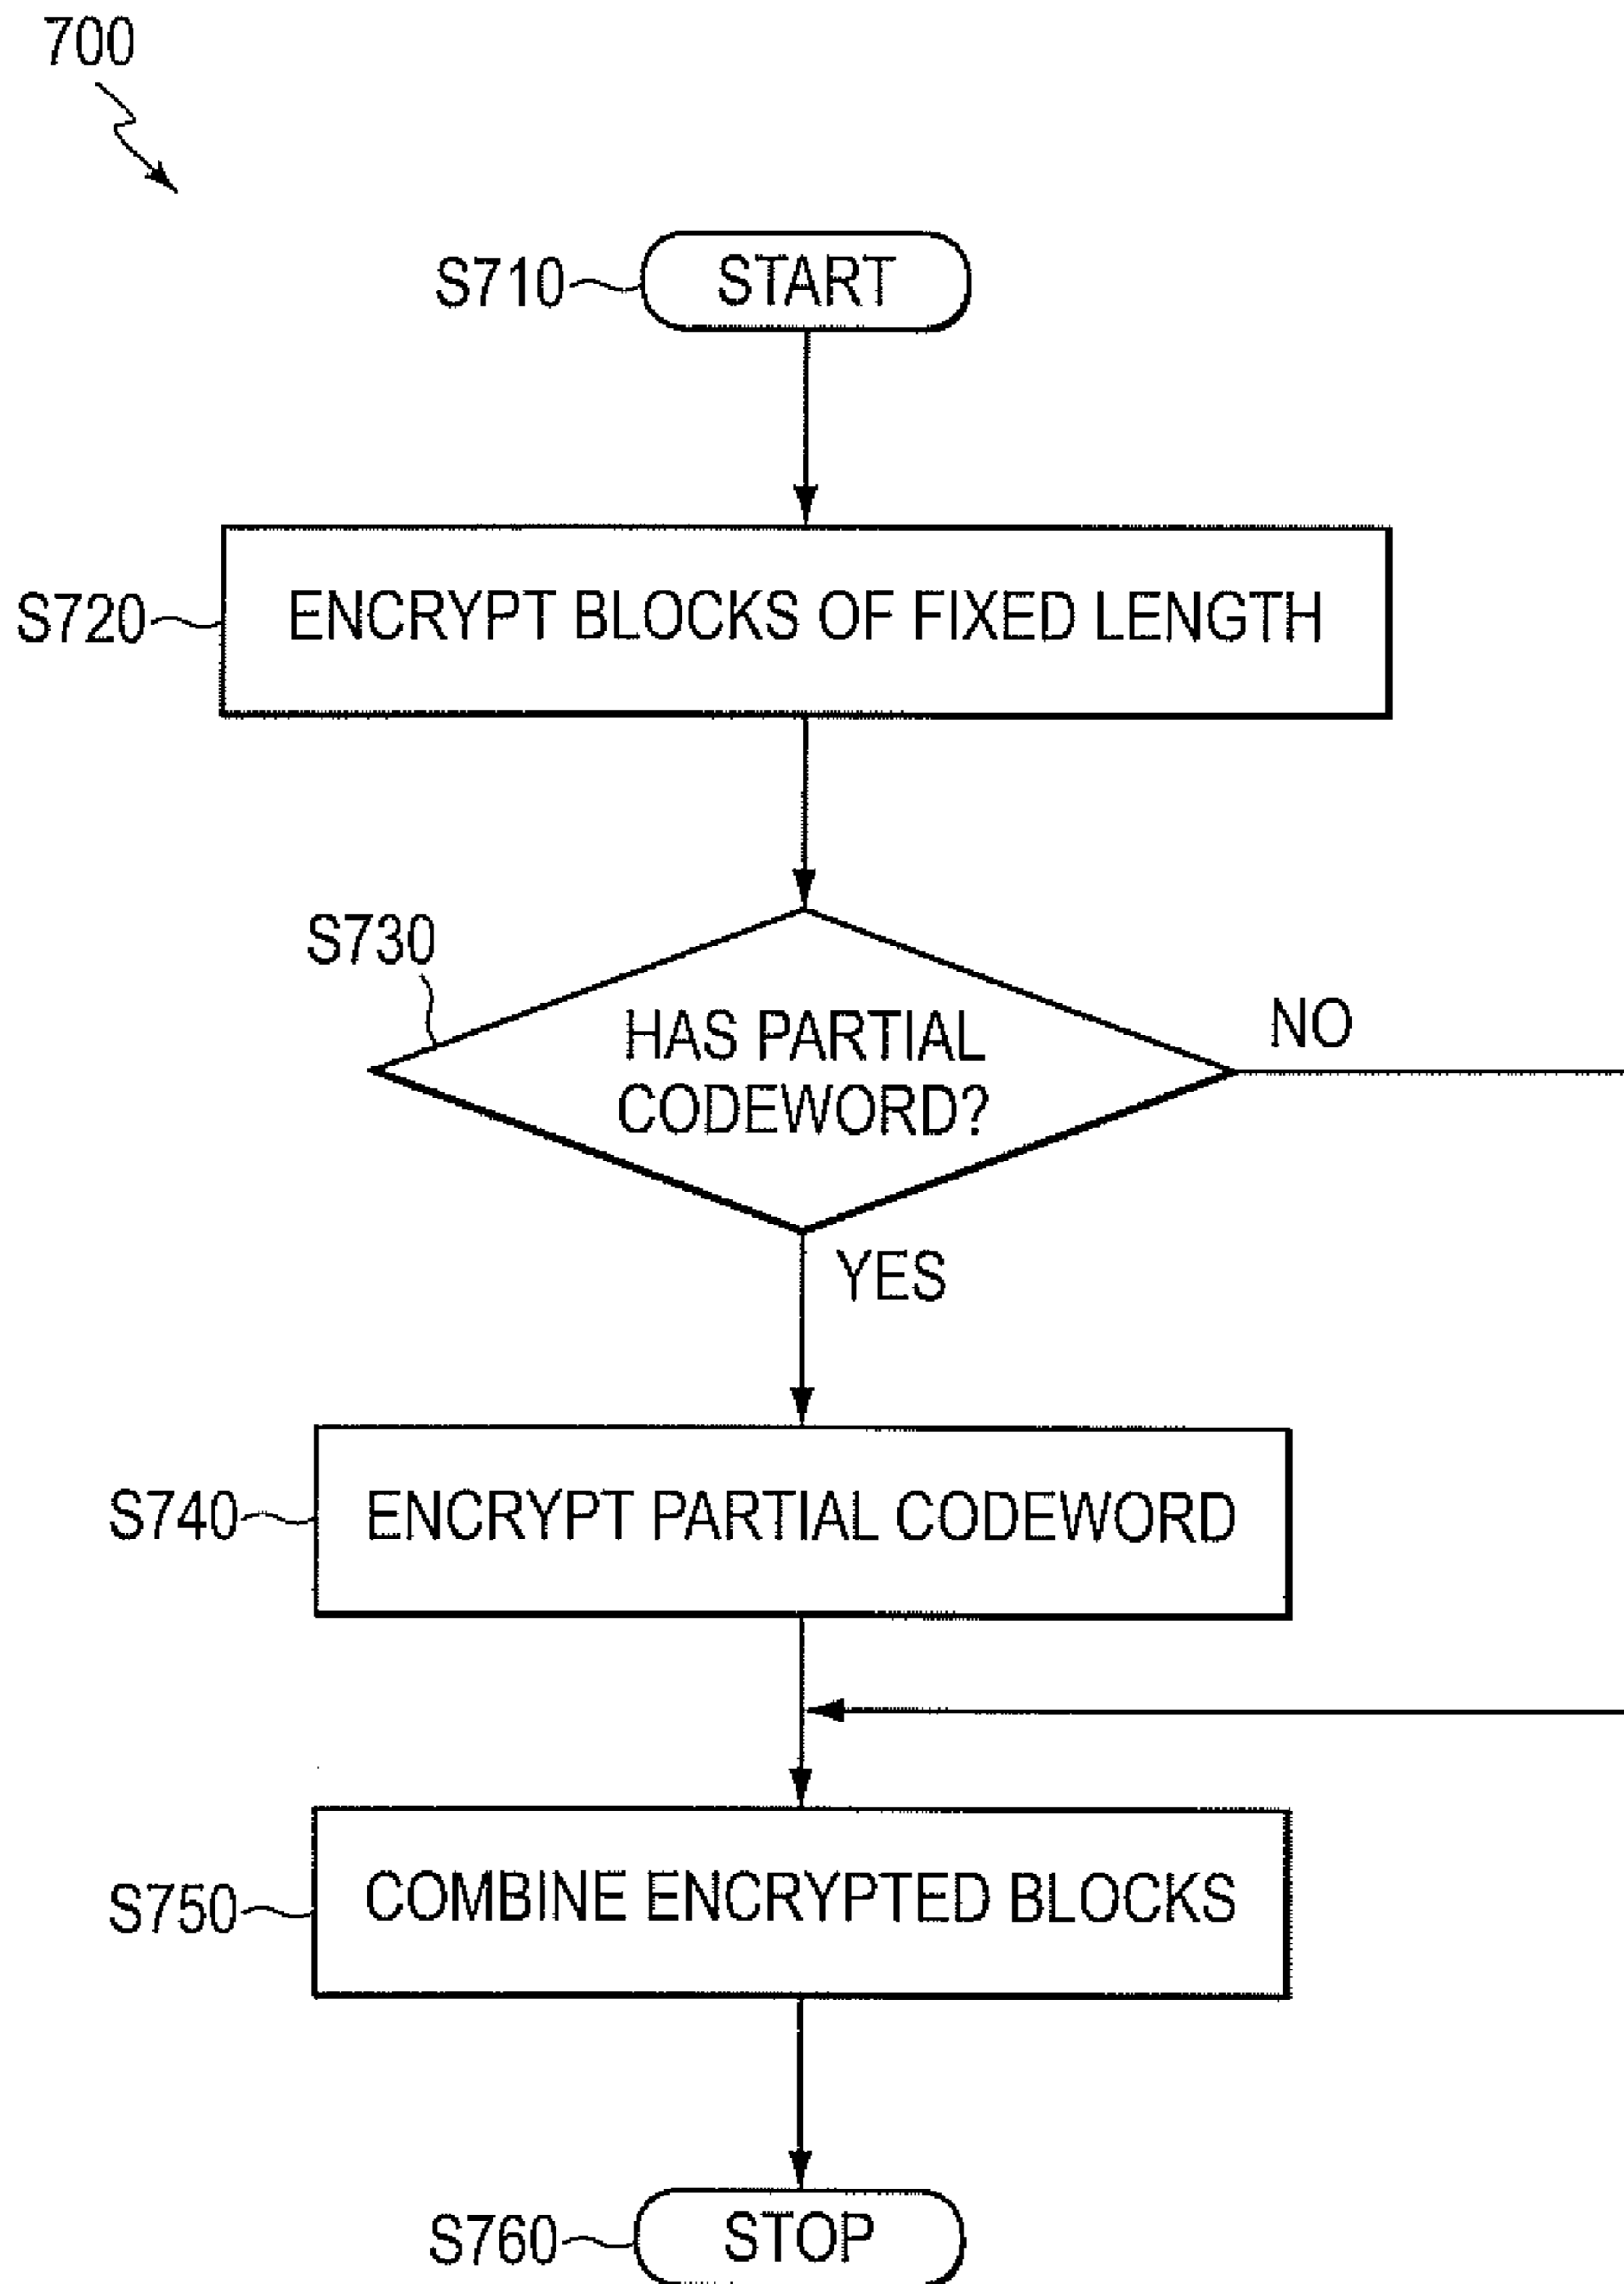 700
S710
START
S720
ENCRYPT BLOCKS OF FIXED LENGTH
S730
HAS PARTIAL
CODEWORD?
NO
YES
S740
ENCRYPT PARTIAL CODEWORD
S750
COMBINE ENCRYPTED BLOCKS
S760
STOP